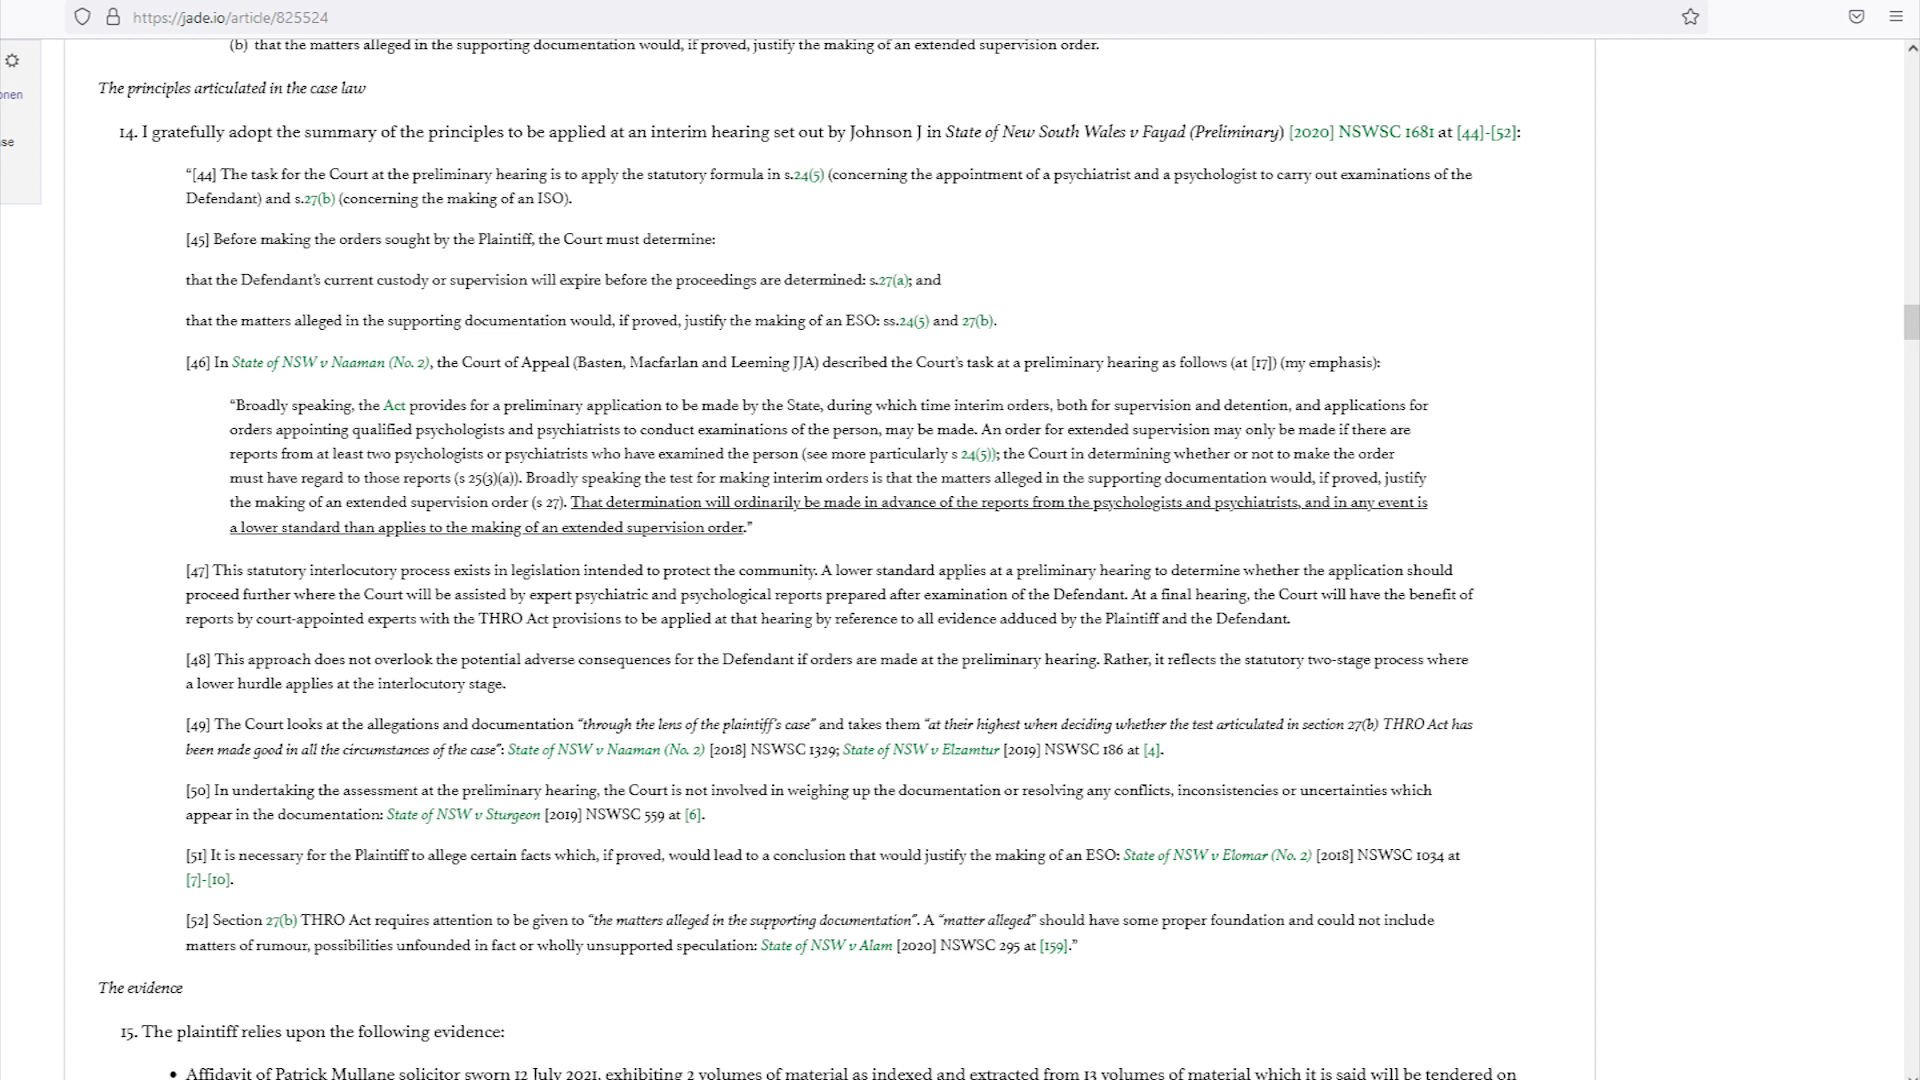 https://jade.io/article/825524
(b) that the matters alleged in the supporting documentation would, if proved, justify the making of an extended supervision order.
onen
se
The principles articulated in the case law
14. I gratefully adopt the summary of the principles to be applied at an interim hearing set out by Johnson J in State of New South Wales v Fayad (Preliminary) [2020] NSWSC 1681 at [44]-[52]:
“[44] The task for the Court at the preliminary hearing is to apply the statutory formula in s.24(5) (concerning the appointment of a psychiatrist and a psychologist to carry out examinations of the
Defendant) and s.27(b) (concerning the making of an ISO).
[45] Before making the orders sought by the Plaintiff, the Court must determine:
that the Defendant’s current custody or supervision will expire before the proceedings are determined: s.27(a); and
that the matters alleged in the supporting documentation would, if proved, justify the making of an ESO: ss.24(5) and 27(b).
[46] In State of NSW v Naaman (No. 2), the Court of Appeal (Basten, Macfarlan and Leeming JJA) described the Court’s task at a preliminary hearing as follows (at [17]) (my emphasis):
“Broadly speaking, the Act provides for a preliminary application to be made by the State, during which time interim orders, both for supervision and detention, and applications for
orders appointing qualified psychologists and psychiatrists to conduct examinations of the person, may be made. An order for extended supervision may only be made if there are
reports from at least two psychologists or psychiatrists who have examined the person (see more particularly s 24(5)); the Court in determining whether or not to make the order
must have regard to those reports (s 25(3)(a)). Broadly speaking the test for making interim orders is that the matters alleged in the supporting documentation would, if proved, justify
the making of an extended supervision order (s 27). That determination will ordinarily be made in advance of the reports from the psychologists and psychiatrists, and in any event is
a lower standard than applies to the making of an extended supervision order.”
[47] This statutory interlocutory process exists in legislation intended to protect the community. A lower standard applies at a preliminary hearing to determine whether the application should
proceed further where the Court will be assisted by expert psychiatric and psychological reports prepared after examination of the Defendant. At a final hearing, the Court will have the benefit of
reports by court-appointed experts with the THRO Act provisions to be applied at that hearing by reference to all evidence adduced by the Plaintiff and the Defendant.
[48] This approach does not overlook the potential adverse consequences for the Defendant if orders are made at the preliminary hearing. Rather, it reflects the statutory two-stage process where
a lower hurdle applies at the interlocutory stage.
[49] The Court looks at the allegations and documentation “through the lens of the plaintiff’s case” and takes them “at their highest when deciding whether the test articulated in section 27(b) THRO Act has
been made good in all the circumstances of the case”: State of NSW v Naaman (No. 2) [2018] NSWSC 1329; State of NSW v Elzamtur [2019] NSWSC 186 at [4].
[50] In undertaking the assessment at the preliminary hearing, the Court is not involved in weighing up the documentation or resolving any conflicts, inconsistencies or uncertainties which
appear in the documentation: State of NSW v Sturgeon [2019] NSWSC 559 at [6].
[51] It is necessary for the Plaintiff to allege certain facts which, if proved, would lead to a conclusion that would justify the making of an ESO: State of NSW v Elomar (No. 2) [2018] NSWSC 1034 at
[7]-[10].
[52] Section 27(b) THRO Act requires attention to be given to “the matters alleged in the supporting documentation”. A “matter alleged” should have some proper foundation and could not include
matters of rumour, possibilities unfounded in fact or wholly unsupported speculation: State of NSW v Alam [2020] NSWSC 295 at [159].”
The evidence
15. The plaintiff relies upon the following evidence:
• Affidavit of Patrick Mullane solicitor sworn 12 July 2021, exhibiting 2 volumes of material as indexed and extracted from 13 volumes of material which it is said will be tendered on